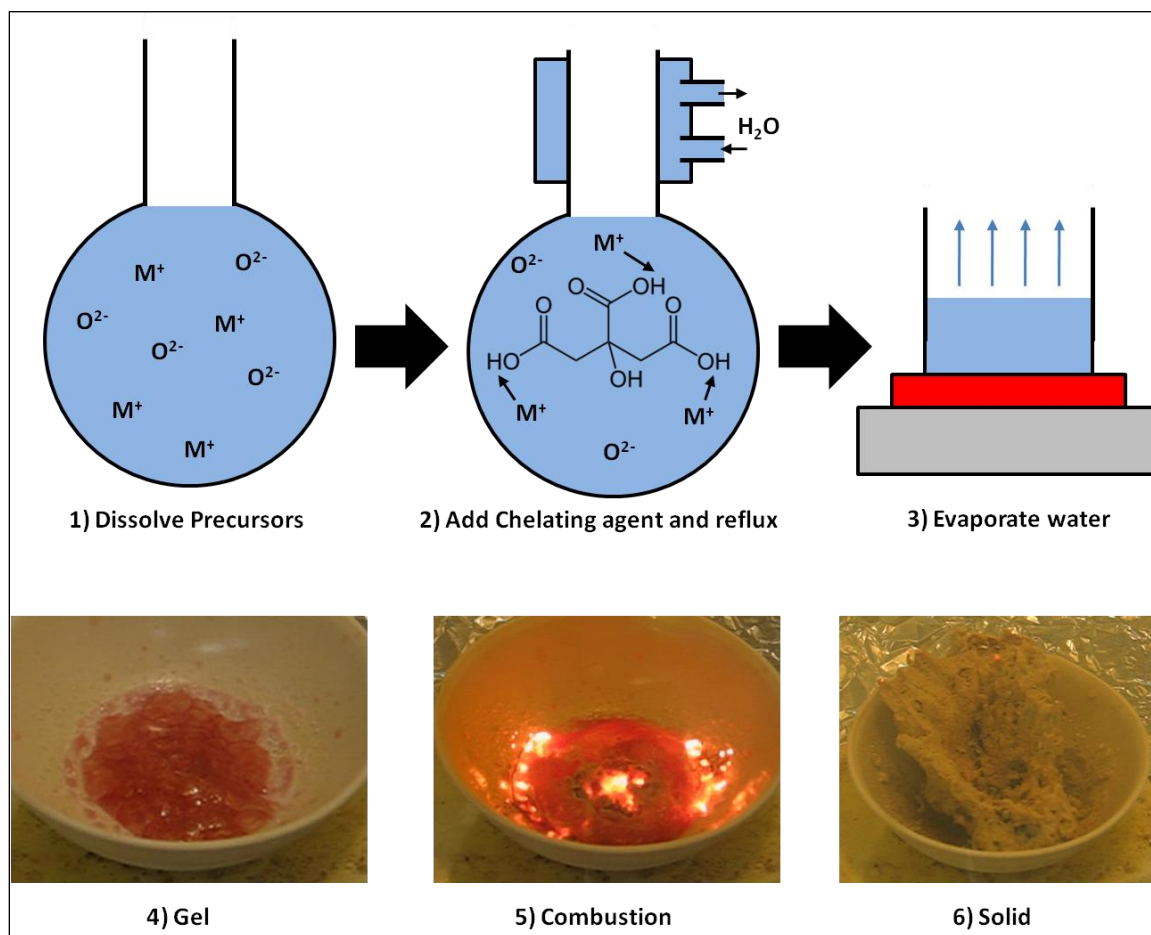 M⁺
O²⁻
O²⁻
M⁺
O²⁻
O²⁻
M⁺
M⁺
1) Dissolve Precursors
H₂O
M⁺
O²⁻
O
OH
O
O
HO
OH
OH
M⁺
M⁺
O²⁻
2) Add Chelating agent and reflux
3) Evaporate water
4) Gel
5) Combustion
6) Solid